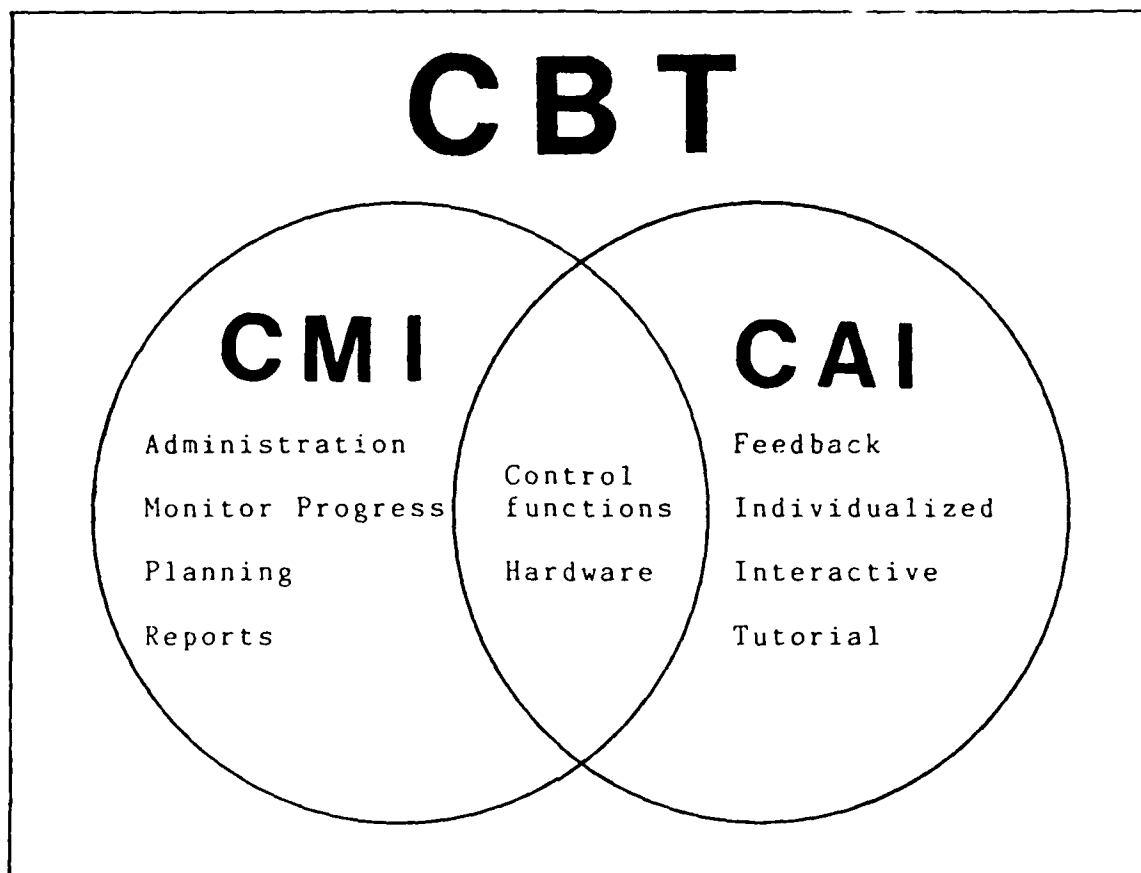 CBT
CMI
Administration
Monitor Progress
Planning
Reports
Control
functions
Hardware
CAI
Feedback
Individualized
Interactive
Tutorial